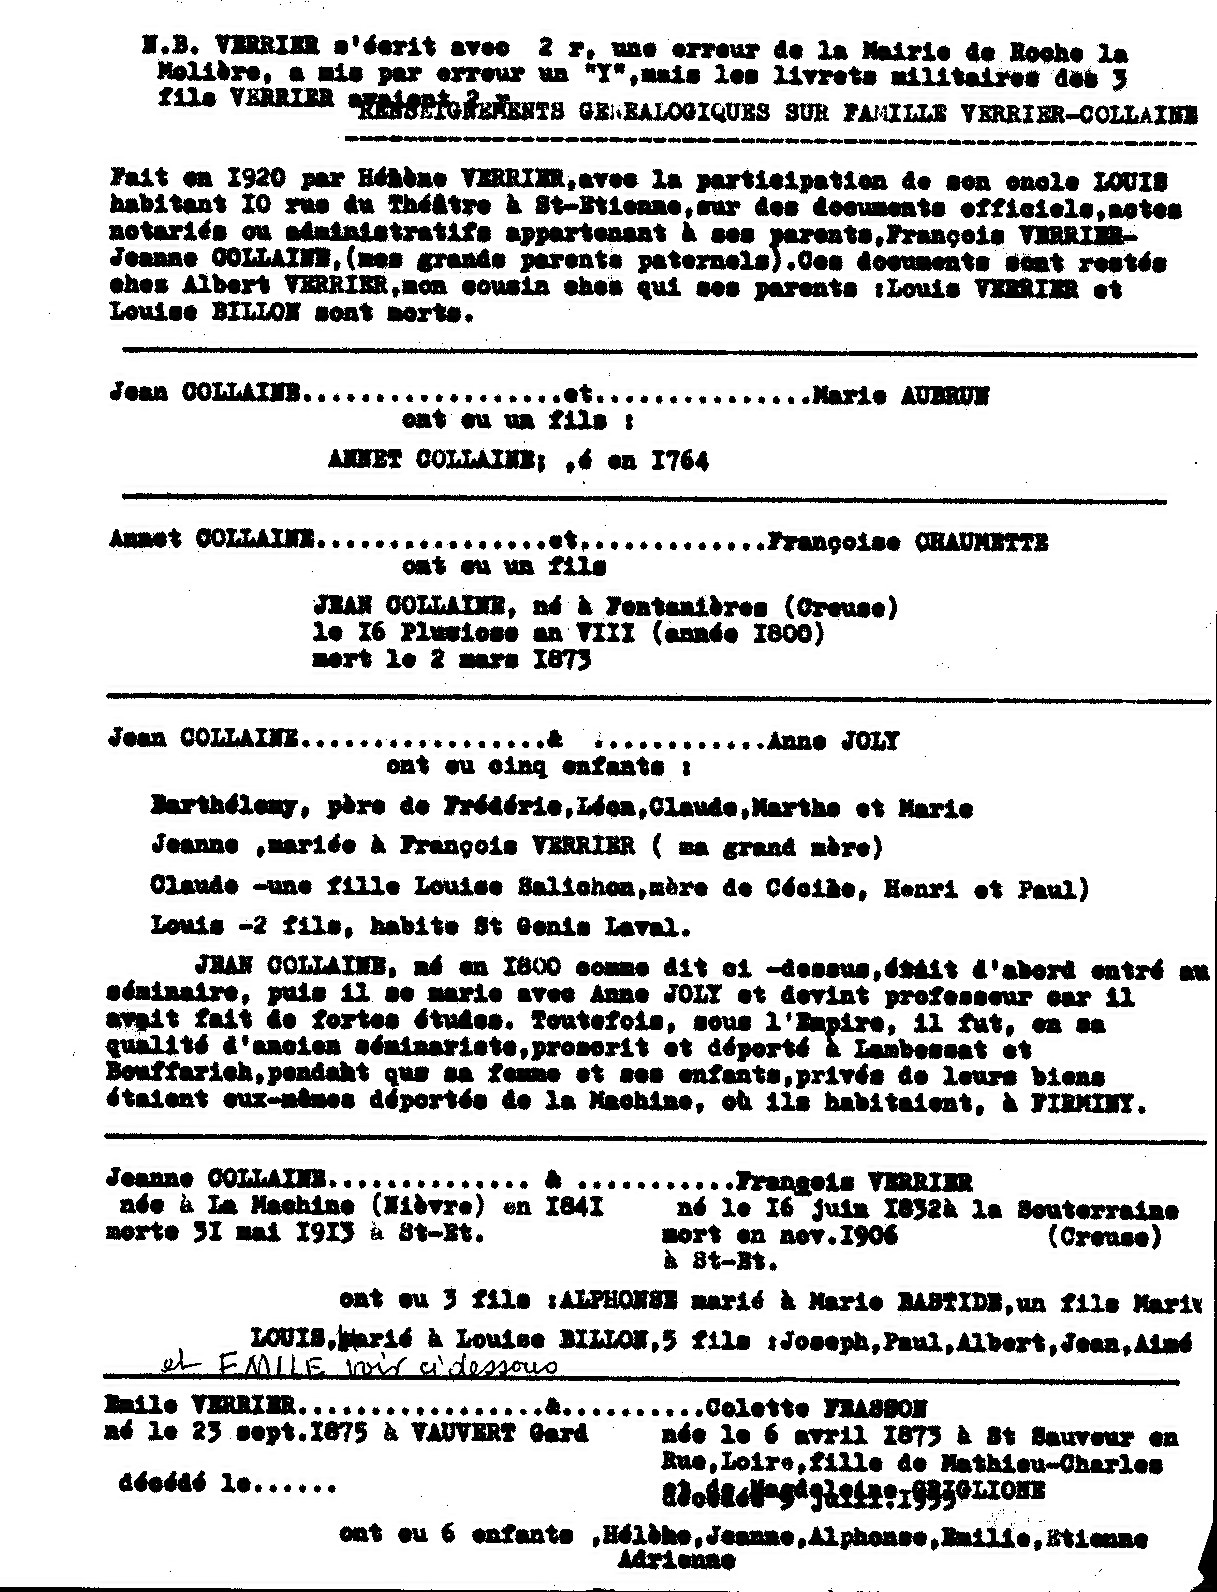 N.B. VERRIER s'écrit avec 2 r, une erreur de la Mairie de Roche la
Molière, a mis par erreur un "Y",mais les livrets militaires des 3
fils VERRIER avaient 2 r
RENSEIGNEMENTS GENEALOGIQUES SUR FAMILLE VERRIER-COLLAINE
Fait en I920 par Hélène VERRIER,avec la participation de son oncle LOUIS
habitant IO rue du Théâtre à St-Etienne,sur des documents officiels,actes
notariés ou administratifs appartenant à ses parents,François VERRIER-
Jeanne COLLAINE,(mes grands parents paternels).Ces documents sont restés
chez Albert VERRIER,mon cousin chez qui ses parents :Louis VERRIER et
Louise BILLON sont morts.
Jean COLLAINE..................et...............Marie AUBRUN
ont eu un fils :
ANNET COLLAINE; ,é en I764
Annet COLLAINE................et.............Françoise CHAUMETTE
ont eu un fils
JEAN COLLAINE, né à Fontanières (Creuse)
le I6 Pluviose an VIII (année I800)
mort le 2 mars I873
Jean COLLAINE.................& ............Anne JOLY
ont eu cinq enfants :
Barthélemy, père de Frédéric,Léon,Claude,Marthe et Marie
Jeanne ,mariée à François VERRIER ( ma grand mère)
Claude -une fille Louise Salichon,mère de Cécile, Henri et Paul)
Louis -2 fils, habite St Genis Laval.
JEAN COLLAINE, né en I800 comme dit ci -dessus,était d'abord entré au
séminaire, puis il se marie avec Anne JOLY et devint professeur car il
avait fait de fortes études. Toutefois, sous l'Empire, il fut, en sa
qualité d'ancien séminariste,proscrit et déporté à Lambessat et
Bouffarich,pendant que sa femme et ses enfants,privés de leurs biens
étaient eux-mêmes déportés de la Machine, où ils habitaient, à FIRMINY.
Jeanne COLLAINE.............. & ...........François VERRIER
née à La Machine (Nièvre) en I84I né le I6 juin I832à la Souterraine
morte 3I mai I9I3 à St-Et. mort en nov.I906 (Creuse)
à St-Et.
ont eu 3 fils :ALPHONSE marié à Marie BASTIDE,un fils Mariu
LOUIS,marié à Louise BILLON,5 fils :Joseph,Paul,Albert,Jean,Aimé
et EMILE voir ci dessous
Emile VERRIER.................&..........Colette FRASSON
né le 23 sept.I875 à VAUVERT Gard née le 6 avril I873 à St Sauveur en
Rue,Loire,fille de Mathieu-Charles
décédé le......
et de Magdeleine GRIGLIONE
ont eu 6 enfants ,Hélène,Jeanne,Alphonse,Emilie,Etienne
Adrienne